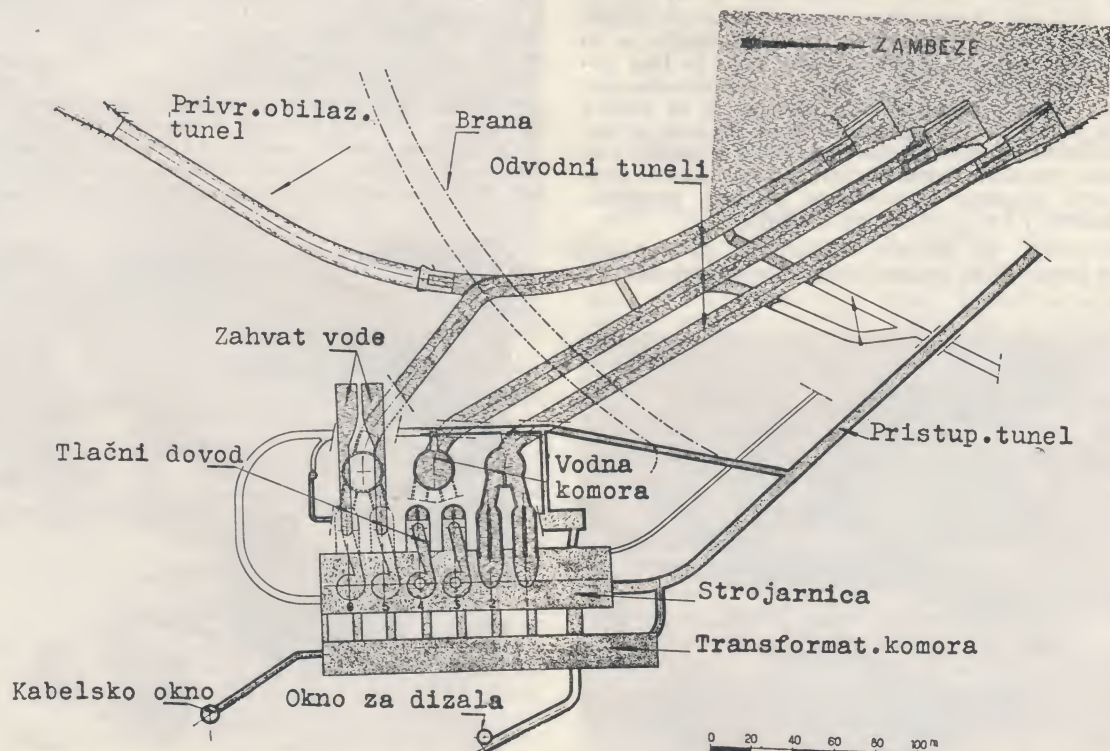 ZAMBEZE
Privr.obilaz.
tunel
Brana
Odvodni tuneli
Zahvat vode
Tlačni dovod
Vodna
komora
Pristup.tunel
6 5 4 3 2 1
Strojarnica
Transformat.komora
Kabelsko okno
Okno za dizala
0 20 40 60 80 100 m